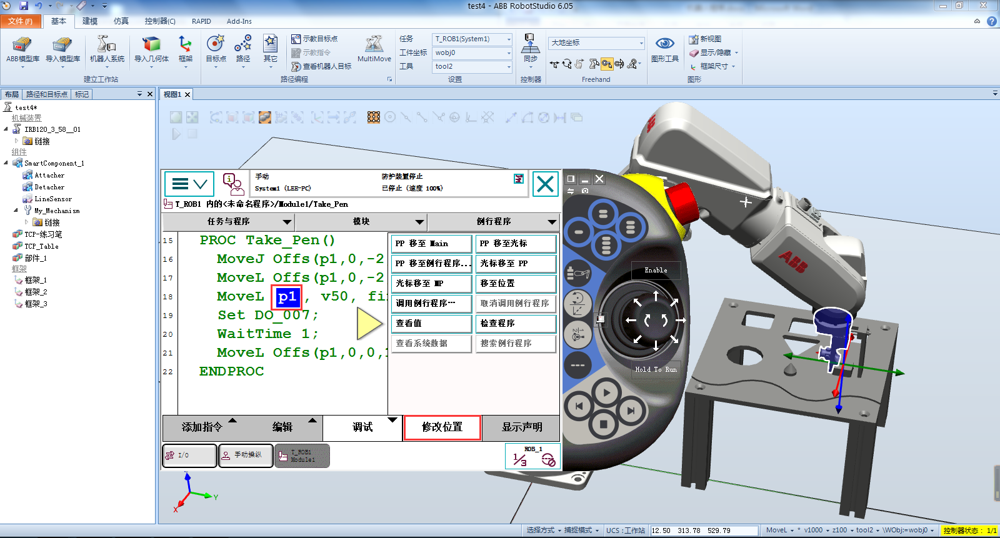 test4 - ABB RobotStudio 6.05
文件(F) 基本 建模 仿真 控制器(C) RAPID Add-Ins
ABB模型库 导入模型库 机器人系统 导入几何体 框架
建立工作站
目标点 路径 其它
示教目标点
示教指令
查看机器人目标
MultiMove
路径编程
任务 T_ROB1(System1)
工件坐标 wobj0
工具 tool2
设置
同步
控制器
大地坐标
Freehand
图形工具
新视图
显示/隐藏
框架尺寸
图形
布局 路径和目标点 标记
视图1
test4*
机械装置
IRB120_3_58__01
链接
组件
SmartComponent_1
Attacher
Detacher
LineSensor
My_Mechanism
链接
TCP-练习笔
TCP_Table
部件_1
框架
框架_1
框架_2
框架_3
手动 防护装置停止
System1 (LEE-PC) 已停止 (速度 100%)
T_ROB1 内的<未命名程序>/Module1/Take_Pen
任务与程序 模块 例行程序
15 PROC Take_Pen()
16 MoveJ Offs(p1,0,-2
17 MoveL Offs(p1,0,-2
18 MoveL p1, v50, fi
19 Set DO_007;
20 WaitTime 1;
21 MoveL Offs(p1,0,0,
22 ENDPROC
PP 移至 Main PP 移至光标
PP 移至例行程序... 光标移至 PP
光标移至 MP 移至位置
调用例行程序… 取消调用例行程序
查看值 检查程序
查看系统数据 搜索例行程序
添加指令 编辑 调试 修改位置 显示声明
I/O 手动操纵 T_ROB1
Module1
ROB_1
1/3
Enable
Hold To Run
ABB
ABB
X Y
选择方式 捕捉模式 UCS:工作站 12.50 313.78 529.79 MoveL * v1000 z100 tool2 \WObj:=wobj0 控制器状态: 1/1